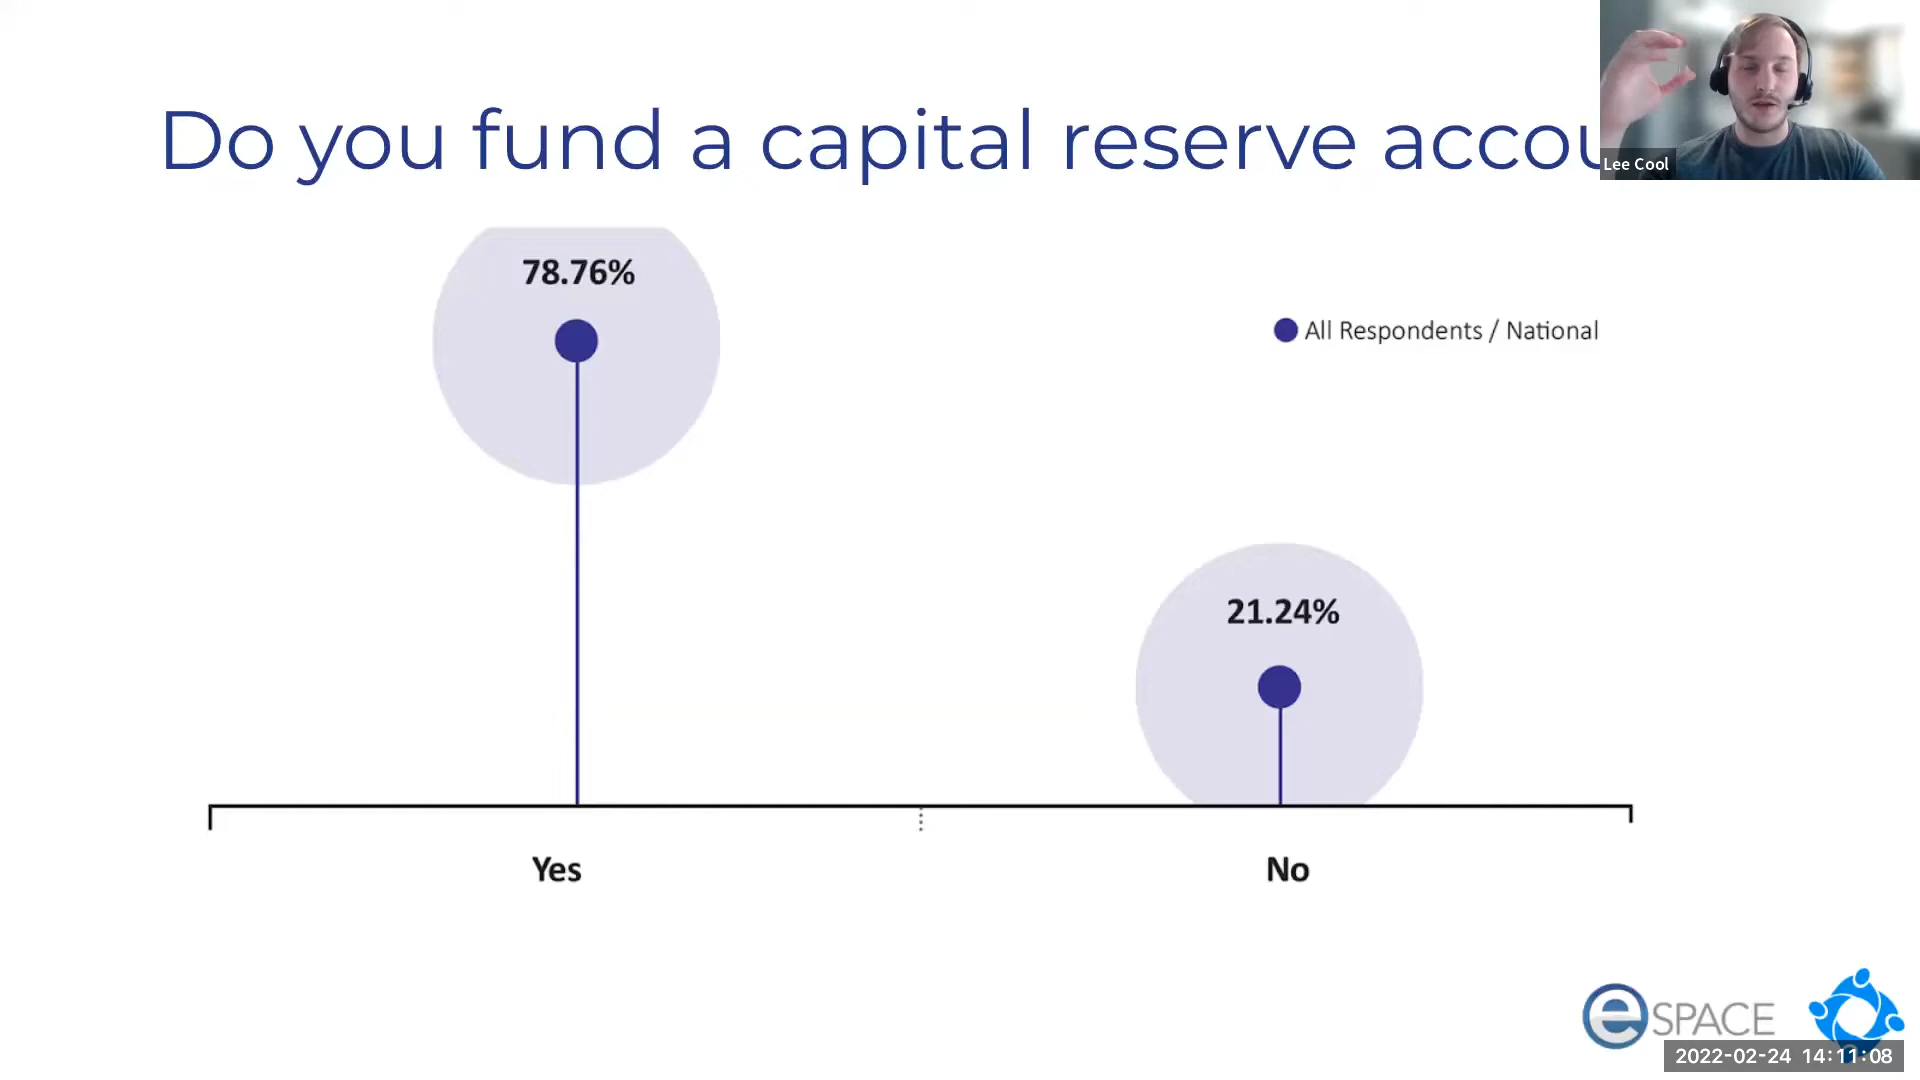 Do you fund a capital reserve accou
Lee Cool
78.76%
All Respondents / National
21.24%
Yes
No
eSPACE
2022-02-24 14:11:08